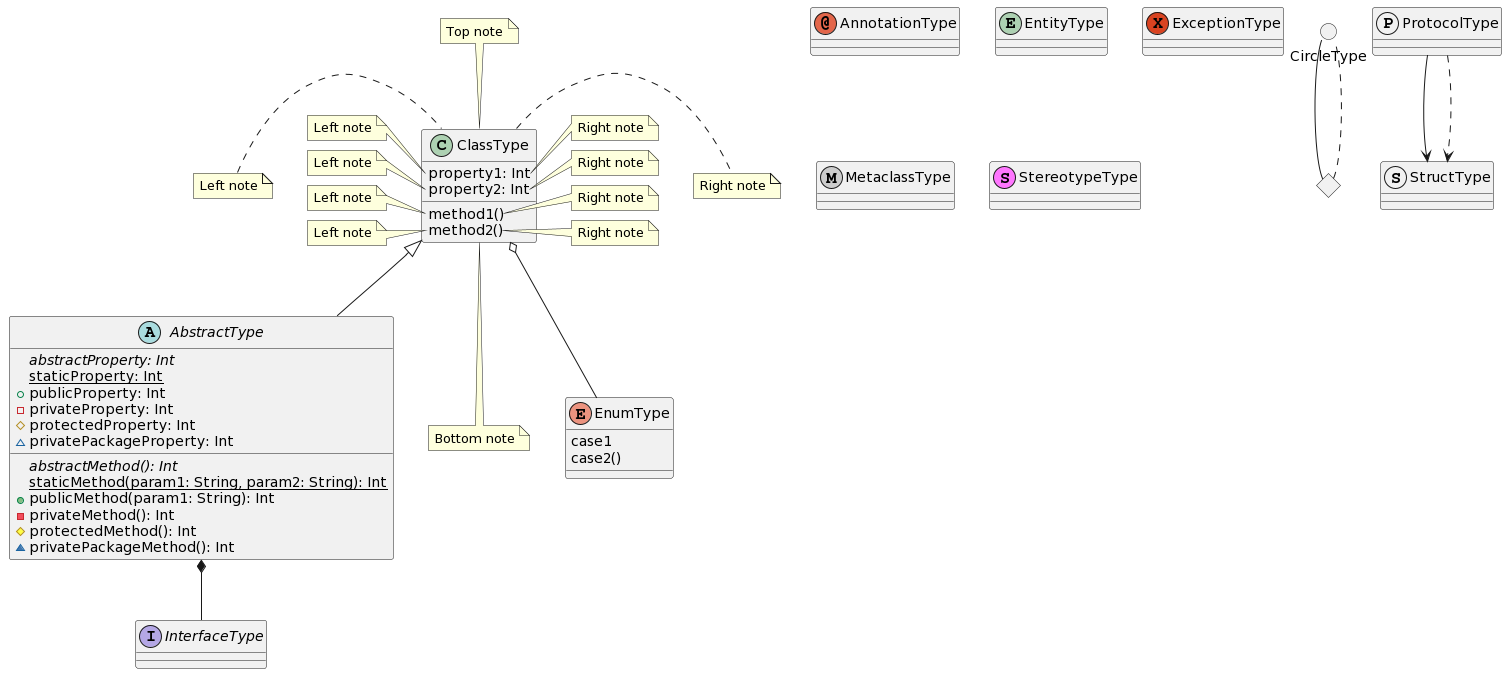 Top note
@ AnnotationType
E EntityType
X ExceptionType
CircleType
P ProtocolType
Left note
Left note
Left note
Left note
Left note
C ClassType
property1: Int
property2: Int
method1()
method2()
Right note
Right note
Right note
Right note
Right note
M MetaclassType
S StereotypeType
S StructType
A AbstractType
abstractProperty: Int
staticProperty: Int
publicProperty: Int
privateProperty: Int
protectedProperty: Int
privatePackageProperty: Int
abstractMethod(): Int
staticMethod(param1: String, param2: String): Int
publicMethod(param1: String): Int
privateMethod(): Int
protectedMethod(): Int
privatePackageMethod(): Int
Bottom note
E EnumType
case1
case2()
I InterfaceType